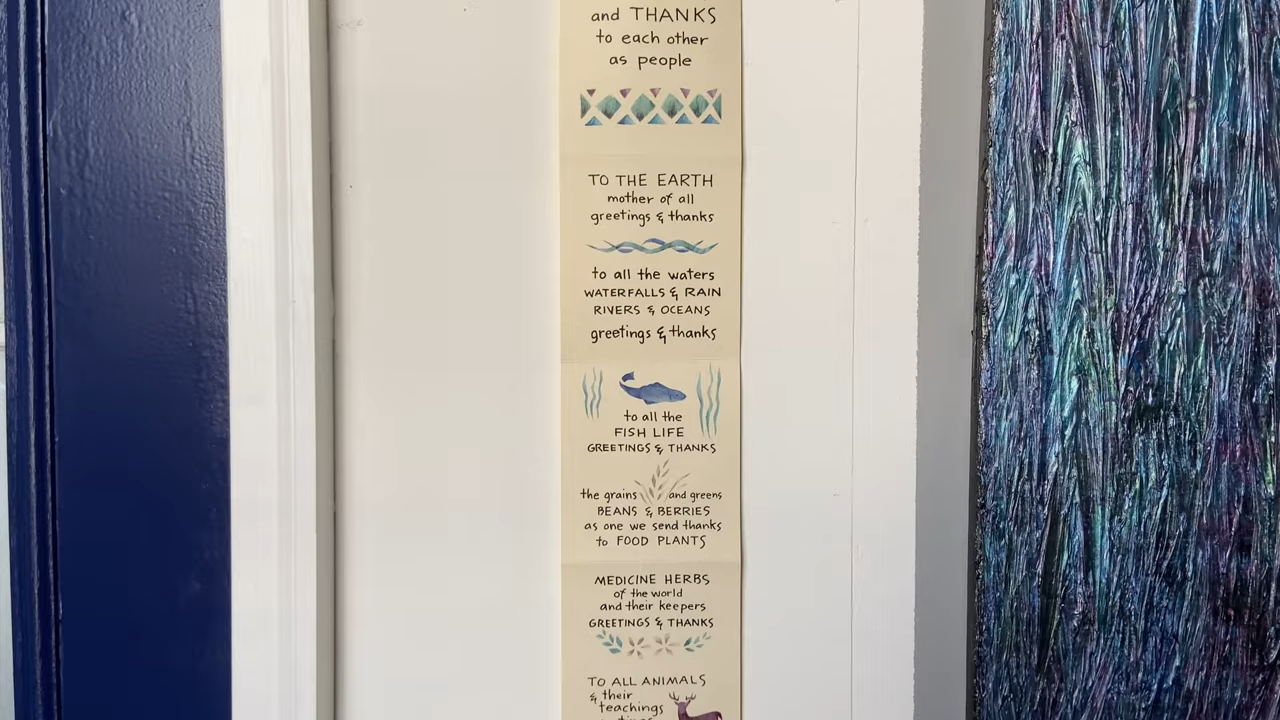 and THANKS
to each other
as people
TO THE EARTH
mother of all
greetings & thanks
to all the waters
WATERFALLS & RAIN
RIVERS & OCEANS
greetings & thanks
to all the
FISH LIFE
GREETINGS & THANKS
the grains and greens
BEANS & BERRIES
as one we send thanks
to FOOD PLANTS
MEDICINE HERBS
of the world
and their keepers
GREETINGS & THANKS
TO ALL ANIMALS
& their
teachings